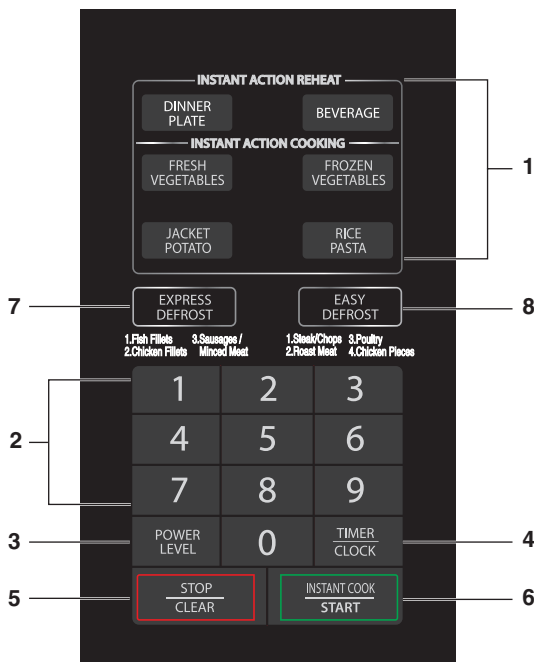 INSTANT ACTION REHEAT
DINNER PLATE
BEVERAGE
1
INSTANT ACTION COOKING
FRESH VEGETABLES
FROZEN VEGETABLES
JACKET POTATO
RICE PASTA
7
EXPRESS DEFROST
EASY DEFROST
8
1.Fish Fillets 3.Sausages /
2.Chicken Fillets Minced Meat
1.Steak/Chops 3.Poultry
2.Roast Meat 4.Chicken Pieces
2
1 2 3
4 5 6
7 8 9
3
POWER LEVEL
0
TIMER
CLOCK
4
5
STOP
CLEAR
INSTANT COOK
START
6